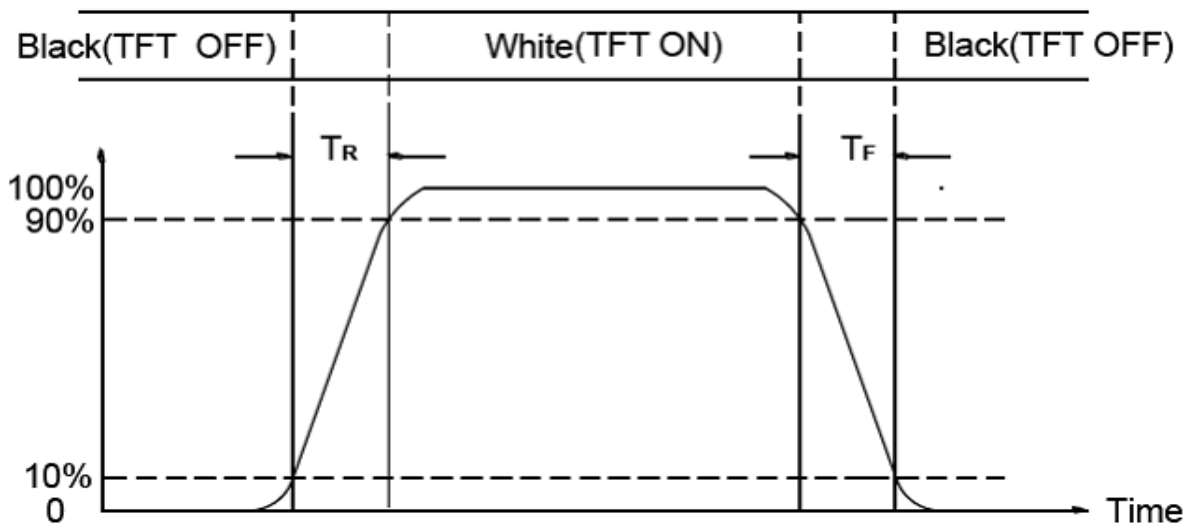 Black(TFT OFF) White(TFT ON) Black(TFT OFF)
TR TF
100%
90%
10%
0
Time